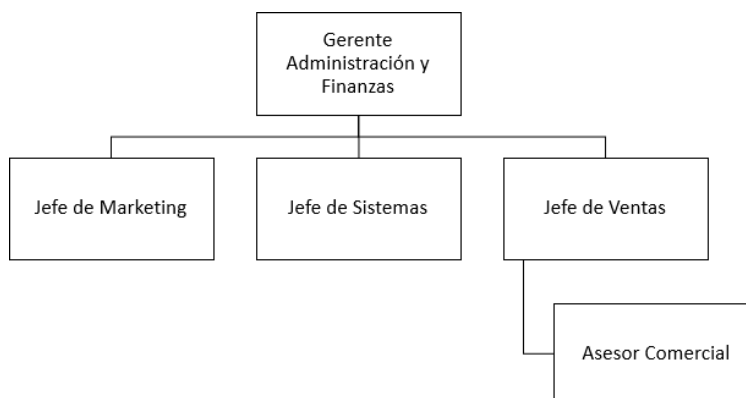 Gerente
Administración y
Finanzas
Jefe de Marketing
Jefe de Sistemas
Jefe de Ventas
Asesor Comercial